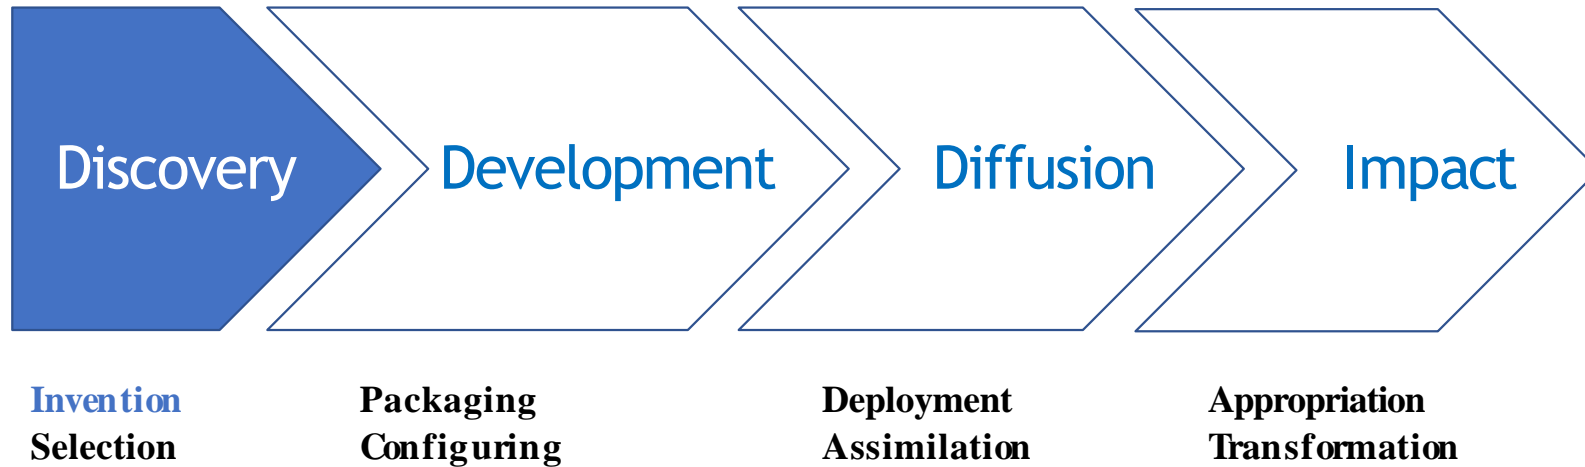 Discovery Development Diffusion Impact
Invention Packaging Deployment Appropriation
Selection Configuring Assimilation Transformation